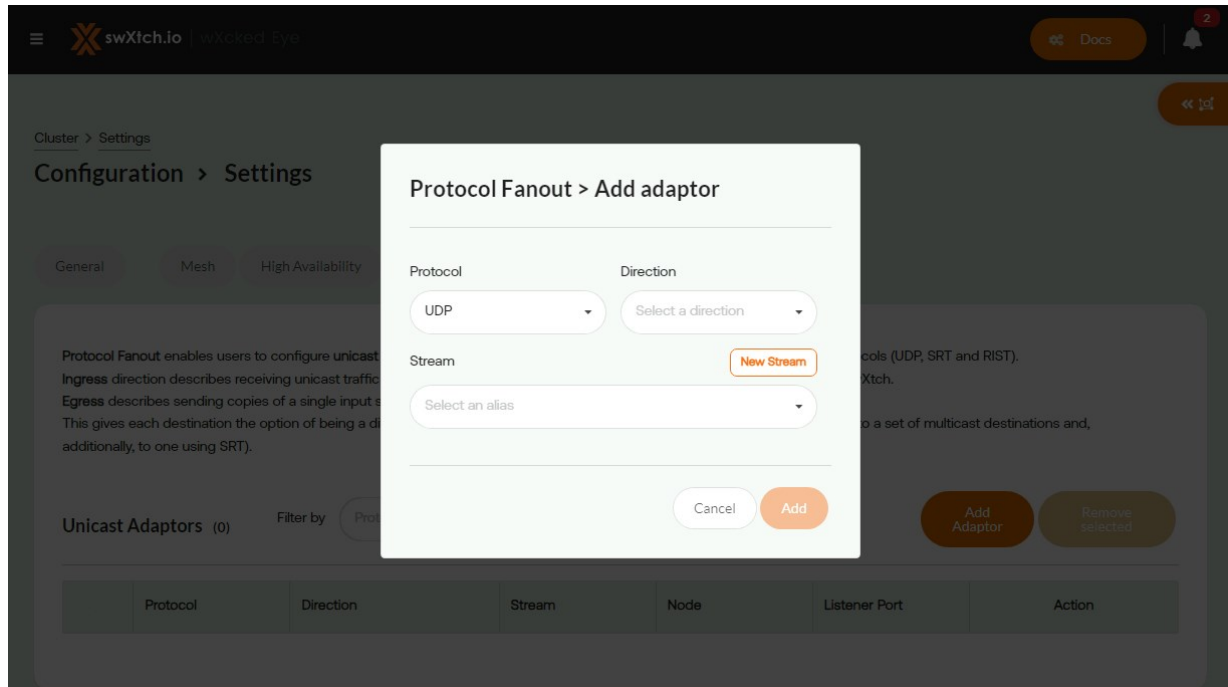 swXtch.io | wXcked Eye
Docs
2
Cluster > Settings
Configuration > Settings
General
Mesh
High Availability
Protocol Fanout enables users to configure unicast
cols (UDP, SRT and RIST).
Ingress direction describes receiving unicast traffic
Xtch.
Egress describes sending copies of a single input s
This gives each destination the option of being a di
o a set of multicast destinations and,
additionally, to one using SRT).
Unicast Adaptors (0)
Filter by
Prot
Add
Adaptor
Remove
selected
Protocol
Direction
Stream
Node
Listener Port
Action
Protocol Fanout > Add adaptor
Protocol
Direction
UDP
Select a direction
Stream
New Stream
Select an alias
Cancel
Add